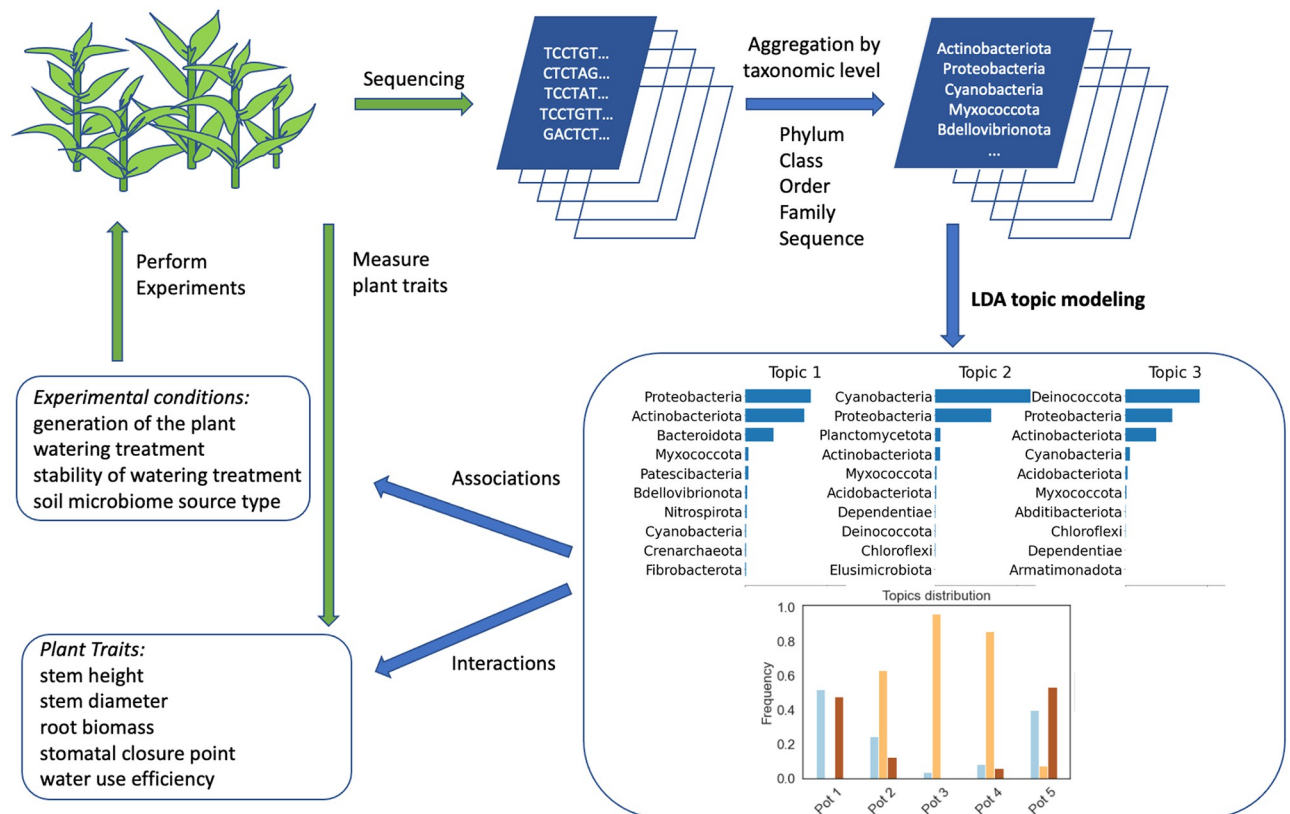 Sequencing
TCCTGT...
CTCTAG...
TCCTAT...
TCCTGTT...
GACTCT...
Aggregation by
taxonomic level
Phylum
Class
Order
Family
Sequence
Actinobacteriota
Proteobacteria
Cyanobacteria
Myxococcota
Bdellovibrionota
...
Perform
Experiments
Measure
plant traits
LDA topic modeling
Experimental conditions:
generation of the plant
watering treatment
stability of watering treatment
soil microbiome source type
Associations
Interactions
Plant Traits:
stem height
stem diameter
root biomass
stomatal closure point
water use efficiency
Topic 1
Proteobacteria
Actinobacteriota
Bacteroidota
Myxococcota
Patescibacteria
Bdellovibrionota
Nitrospirota
Cyanobacteria
Crenarchaeota
Fibrobacterota
Topic 2
Cyanobacteria
Proteobacteria
Planctomycetota
Actinobacteriota
Myxococcota
Acidobacteriota
Dependentiae
Deinococcota
Chloroflexi
Elusimicrobiota
Topic 3
Deinococcota
Proteobacteria
Actinobacteriota
Cyanobacteria
Acidobacteriota
Myxococcota
Abditibacteriota
Chloroflexi
Dependentiae
Armatimonadota
Topics distribution
Frequency
1.0
0.8
0.6
0.4
0.2
0.0
Pot 1
Pot 2
Pot 3
Pot 4
Pot 5